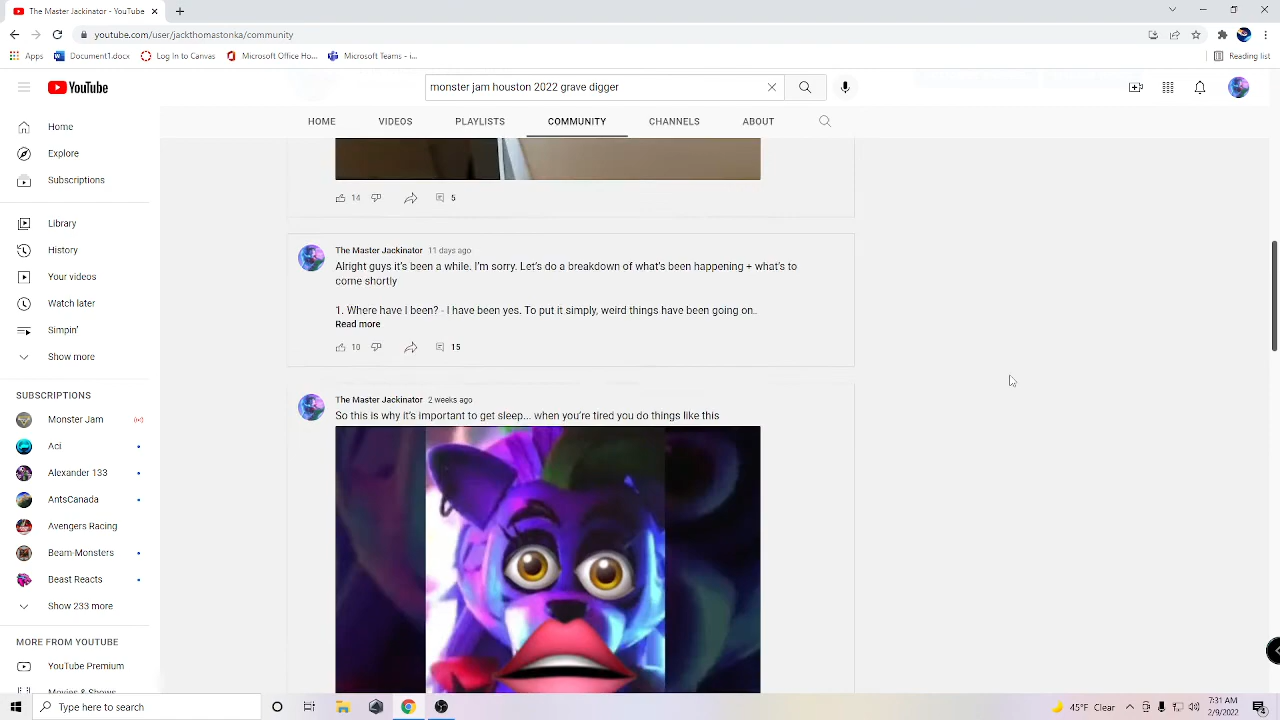 The Master Jackinator - YouTube
youtube.com/user/jackthomastonka/community
Apps
Document1.docx
Log In to Canvas
Microsoft Office Ho...
Microsoft Teams - i...
Reading list
YouTube
monster jam houston 2022 grave digger
HOME
VIDEOS
PLAYLISTS
COMMUNITY
CHANNELS
ABOUT
Home
Explore
Subscriptions
Library
History
Your videos
Watch later
Simpin'
Show more
SUBSCRIPTIONS
Monster Jam
Aci
Alexander 133
AntsCanada
Avengers Racing
Beam-Monsters
Beast Reacts
Show 233 more
MORE FROM YOUTUBE
YouTube Premium
Movies & Shows
14
5
The Master Jackinator 11 days ago
Alright guys it's been a while. I'm sorry. Let's do a breakdown of what's been happening + what's to
come shortly
1. Where have I been? - I have been yes. To put it simply, weird things have been going on..
Read more
10
15
The Master Jackinator 2 weeks ago
So this is why it's important to get sleep... when you're tired you do things like this
Type here to search
45°F Clear
7:31 AM
2/9/2022